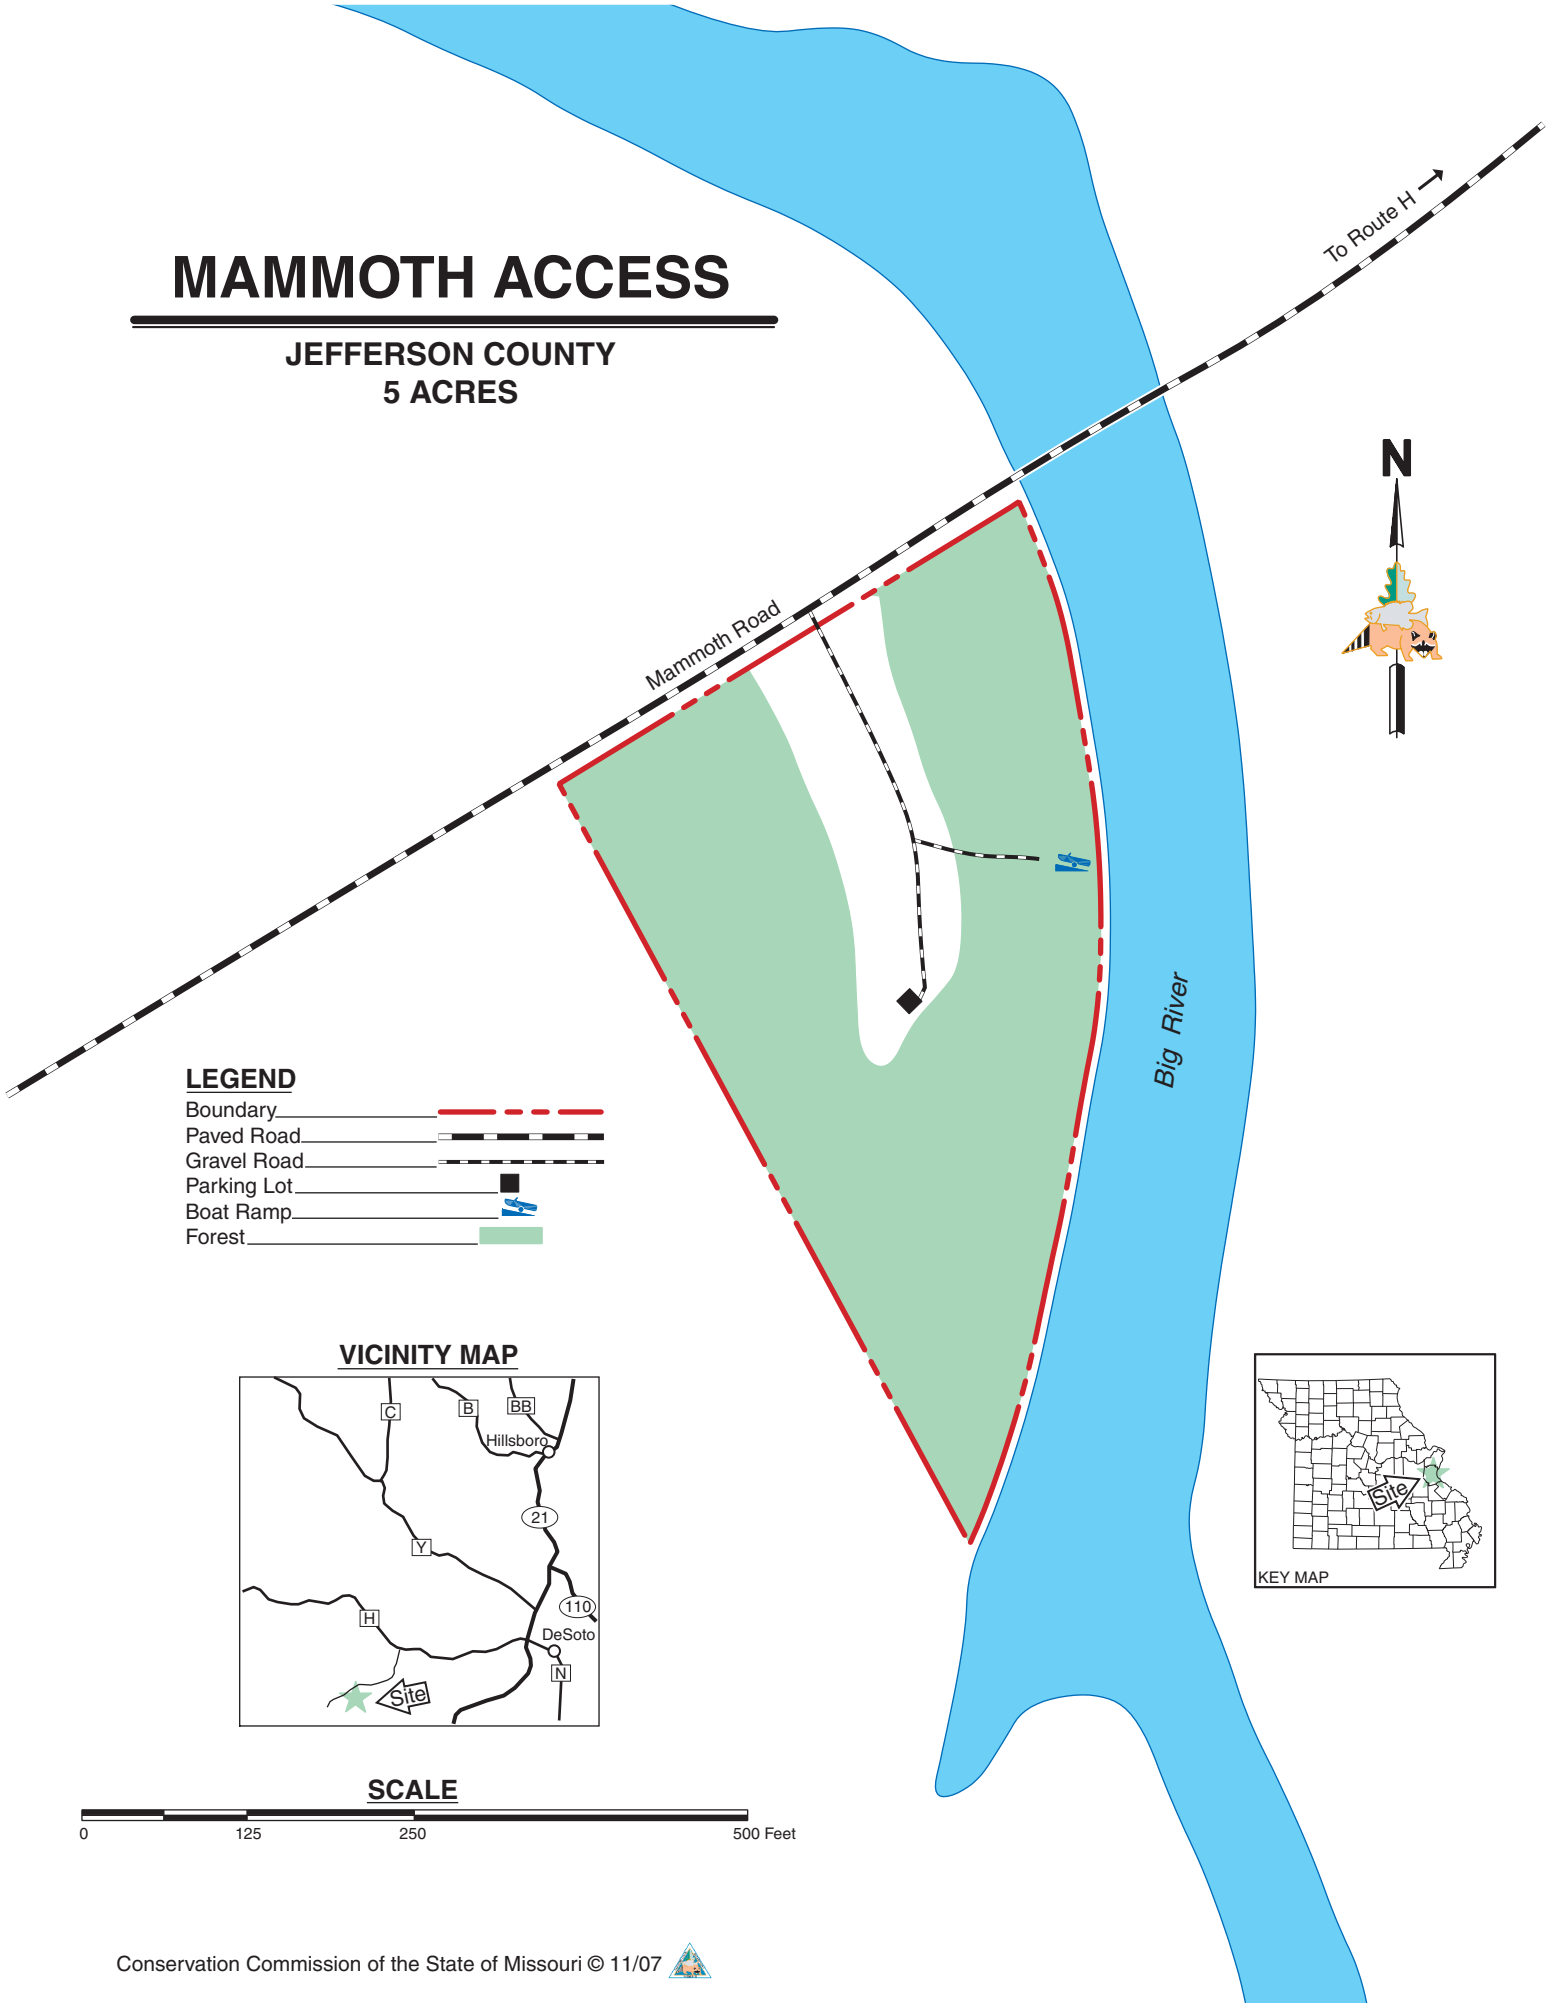 MAMMOTH ACCESS
JEFFERSON COUNTY
5 ACRES
To Route H
N
Mammoth Road
Big River
LEGEND
Boundary
Paved Road
Gravel Road
Parking Lot
Boat Ramp
Forest
VICINITY MAP
C
B
BB
Hillsboro
21
Y
110
H
DeSoto
N
Site
Site
KEY MAP
SCALE
0 125 250 500 Feet
Conservation Commission of the State of Missouri © 11/07